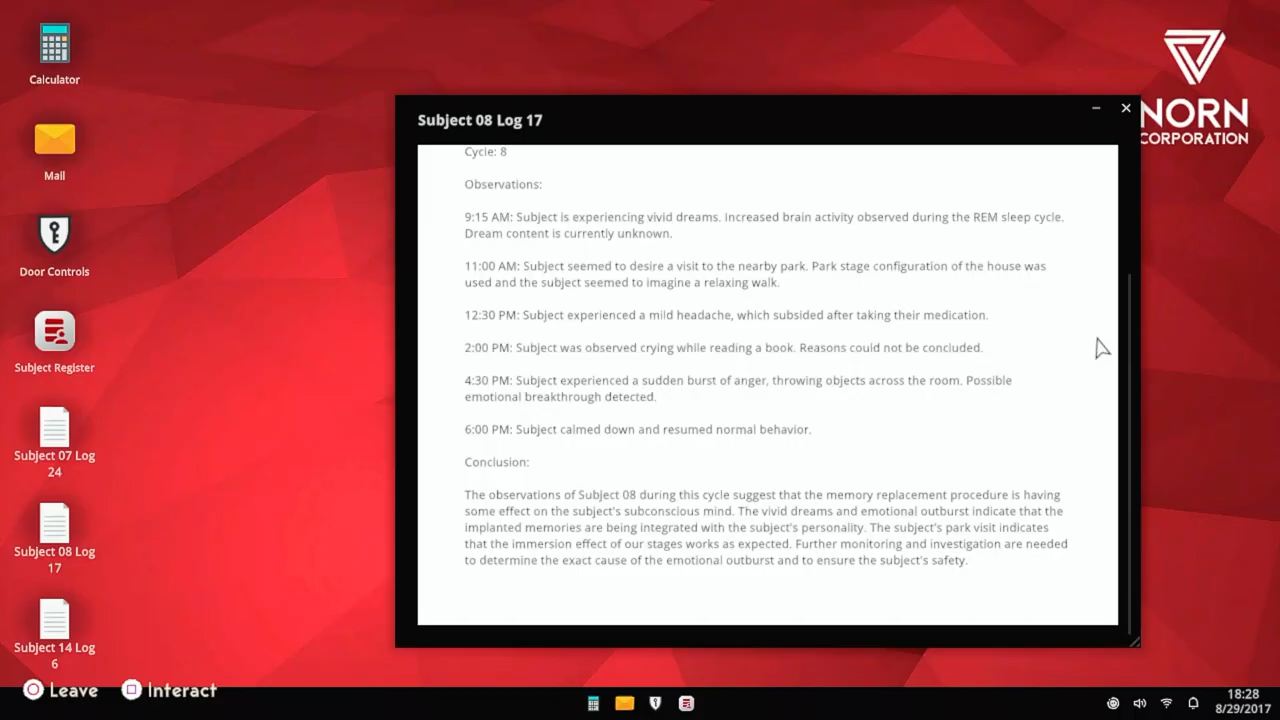 Calculator
Mail
Door Controls
Subject Register
Subject 07 Log
24
Subject 08 Log
17
Subject 14 Log
6
Leave
Interact
NORN
CORPORATION
Subject 08 Log 17
Cycle: 8
Observations:
9:15 AM: Subject is experiencing vivid dreams. Increased brain activity observed during the REM sleep cycle.
Dream content is currently unknown.
11:00 AM: Subject seemed to desire a visit to the nearby park. Park stage configuration of the house was
used and the subject seemed to imagine a relaxing walk.
12:30 PM: Subject experienced a mild headache, which subsided after taking their medication.
2:00 PM: Subject was observed crying while reading a book. Reasons could not be concluded.
4:30 PM: Subject experienced a sudden burst of anger, throwing objects across the room. Possible
emotional breakthrough detected.
6:00 PM: Subject calmed down and resumed normal behavior.
Conclusion:
The observations of Subject 08 during this cycle suggest that the memory replacement procedure is having
some effect on the subject's subconscious mind. The vivid dreams and emotional outburst indicate that the
implanted memories are being integrated with the subject's personality. The subject's park visit indicates
that the immersion effect of our stages works as expected. Further monitoring and investigation are needed
to determine the exact cause of the emotional outburst and to ensure the subject's safety.
18:28
8/29/2017